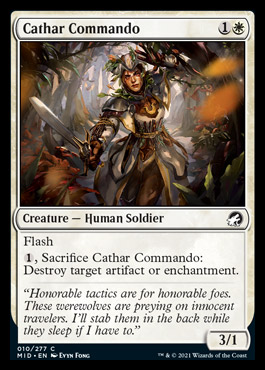 Cathar Commando 1
Creature — Human Soldier
Flash
1, Sacrifice Cathar Commando:
Destroy target artifact or enchantment.
"Honorable tactics are for honorable foes.
These werewolves are preying on innocent
travelers. I'll stab them in the back while
they sleep if I have to."
3/1
010/277 C
MID • EN Evyn Fong
™ & © 2021 Wizards of the Coast